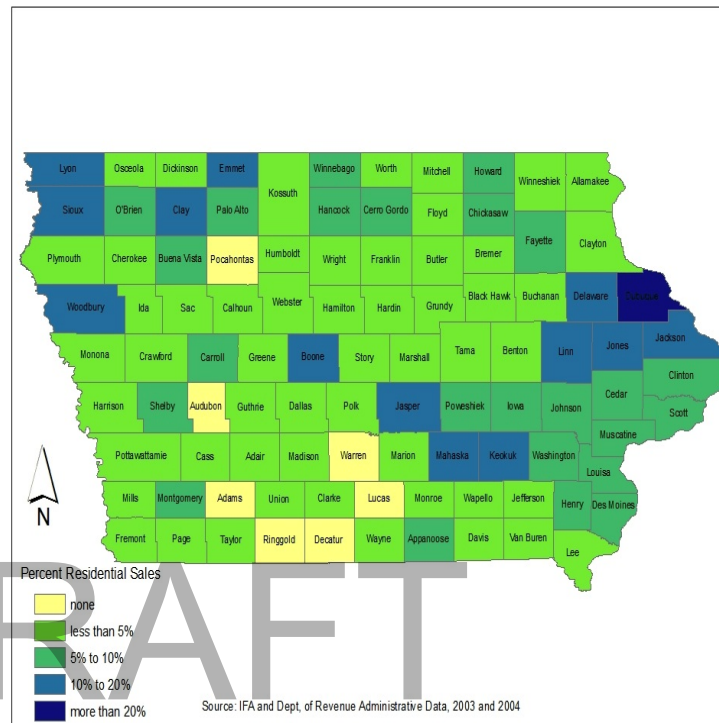 Lyon Osceola Dickinson Emmet Winnebago Worth Mitchell Howard Winneshiek Allamakee
Kossuth
Sioux O'Brien Clay Palo Alto Hancock Cerro Gordo Floyd Chickasaw
Fayette Clayton
Plymouth Cherokee Buena Vista Pocahontas Humboldt Wright Franklin Butler Bremer
Woodbury Ida Sac Calhoun Webster Hamilton Hardin Grundy Black Hawk Buchanan Delaware Dubuque
Monona Crawford Carroll Greene Boone Story Marshall Tama Benton Linn Jones Jackson
Clinton
Harrison Shelby Audubon Guthrie Dallas Polk Jasper Poweshiek Iowa Johnson Cedar Scott
Muscatine
Pottawattamie Cass Adair Madison Warren Marion Mahaska Keokuk Washington
Louisa
Mills Montgomery Adams Union Clarke Lucas Monroe Wapello Jefferson Henry Des Moines
Fremont Page Taylor Ringgold Decatur Wayne Appanoose Davis Van Buren Lee
N
DRAFT
Percent Residential Sales
none
less than 5%
5% to 10%
10% to 20%
more than 20%
Source: IFA and Dept, of Revenue Administrative Data, 2003 and 2004